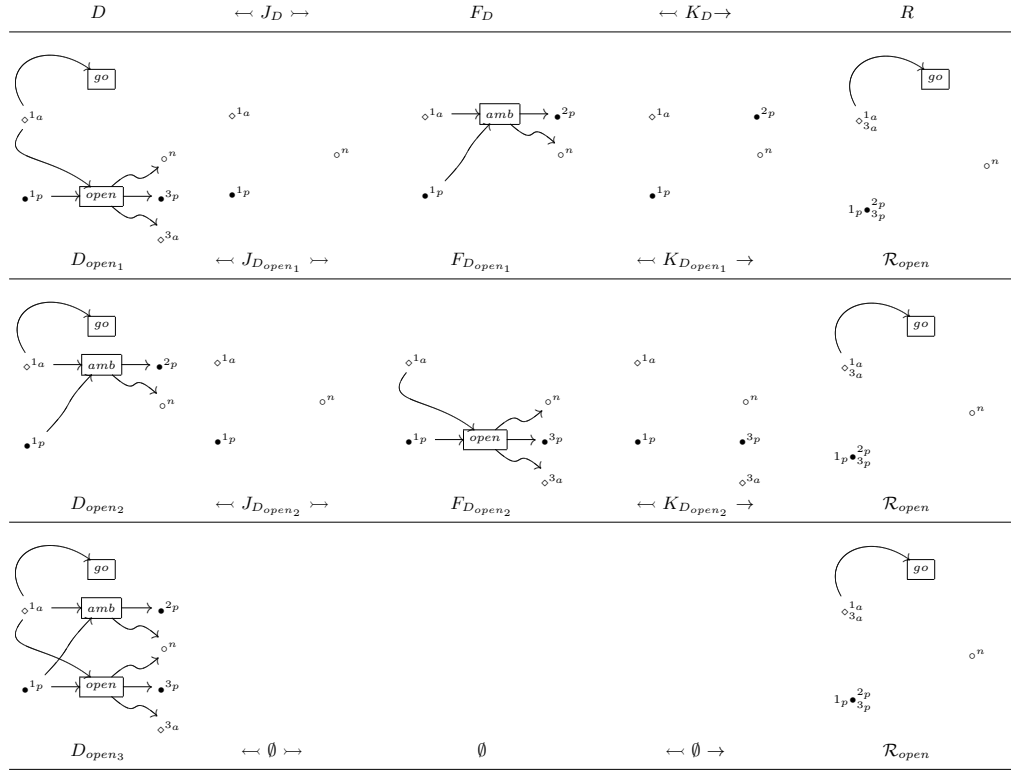 D ↢ J_D ↣ F_D ↢ K_D → R
go go
◇1a ◇1a ◇1a amb •2p ◇1a •2p ◇1a 3a
○n ○n ○n ○n ○n
•1p open •3p •1p •1p •1p 1p•2p 3p
◇3a
D_open1 ↢ J_Dopen1 ↣ F_Dopen1 ↢ K_Dopen1 → R_open
go go
◇1a amb •2p ◇1a ◇1a ◇1a ◇1a 3a
○n ○n ○n ○n ○n
•1p •1p •1p open •3p •1p •3p 1p•2p 3p
◇3a ◇3a
D_open2 ↢ J_Dopen2 ↣ F_Dopen2 ↢ K_Dopen2 → R_open
go go
◇1a amb •2p ◇1a 3a
○n ○n
•1p open •3p 1p•2p 3p
◇3a
D_open3 ↢ ∅ ↣ ∅ ↢ ∅ → R_open